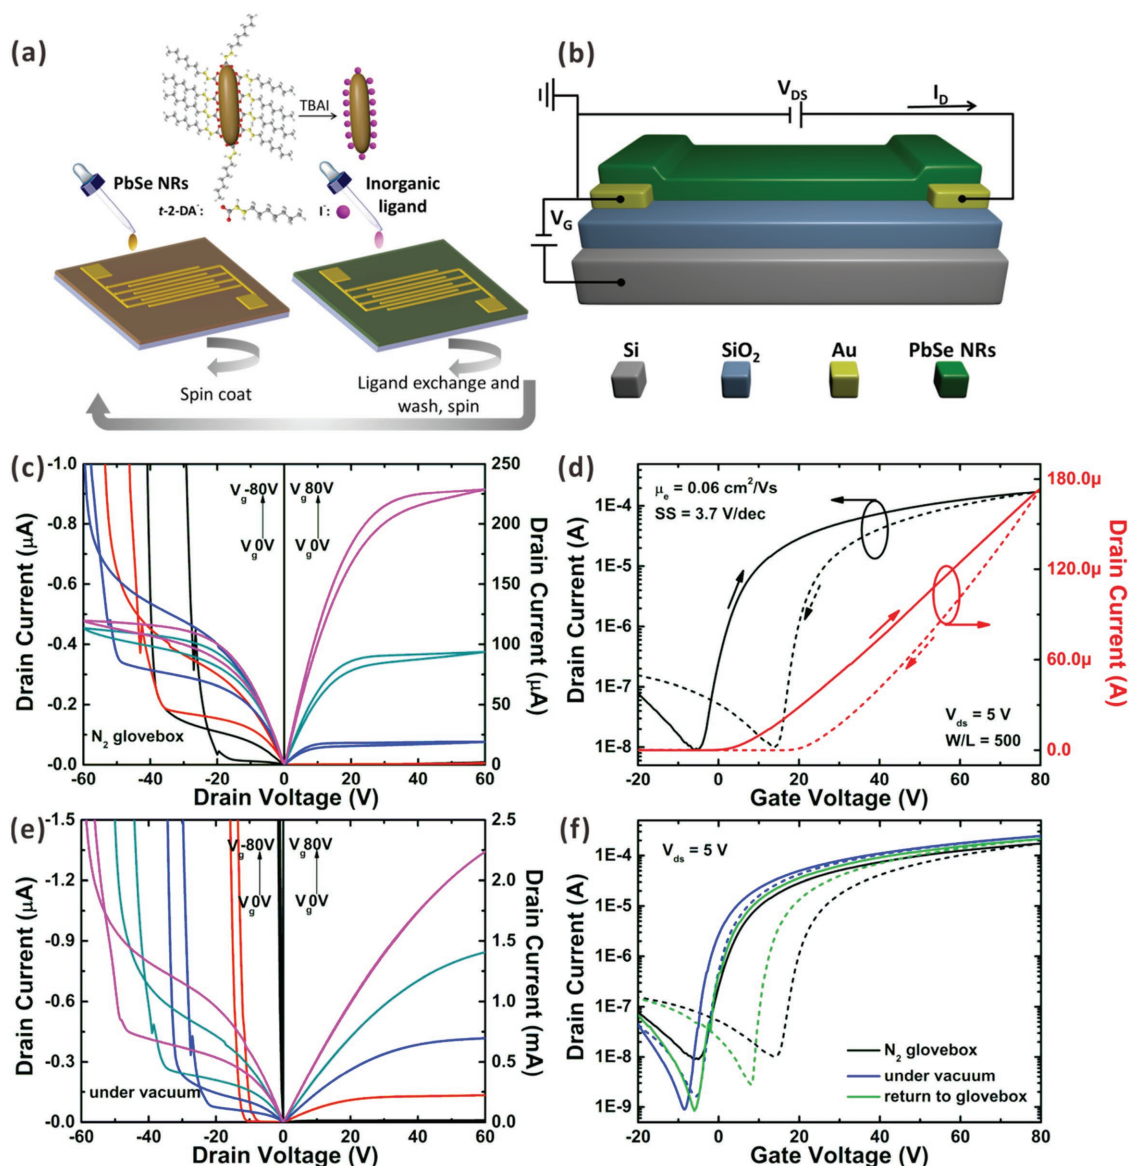 (a)
TBAI
PbSe NRs
t-2-DA⁻:
I⁻:
Inorganic
ligand
Spin coat
Ligand exchange and
wash, spin
(b)
V_DS
I_D
V_G
Si
SiO₂
Au
PbSe NRs
(c)
-1.0
-0.8
-0.6
-0.4
-0.2
-0.0
Drain Current (μA)
V_g -80V
V_g 0V
V_g 80V
V_g 0V
N₂ glovebox
250
200
150
100
50
0
Drain Current (μA)
-60
-40
-20
0
20
40
60
Drain Voltage (V)
(d)
1E-4
1E-5
1E-6
1E-7
1E-8
Drain Current (A)
μ_e = 0.06 cm²/Vs
SS = 3.7 V/dec
V_ds = 5 V
W/L = 500
180.0μ
120.0μ
60.0μ
0.0
Drain Current (A)
-20
0
20
40
60
80
Gate Voltage (V)
(e)
-1.5
-1.2
-0.9
-0.6
-0.3
-0.0
Drain Current (μA)
V_g -80V
V_g 0V
V_g 80V
V_g 0V
under vacuum
2.5
2.0
1.5
1.0
0.5
0.0
Drain Current (mA)
-60
-40
-20
0
20
40
60
Drain Voltage (V)
(f)
V_ds = 5 V
1E-4
1E-5
1E-6
1E-7
1E-8
1E-9
Drain Current (A)
N₂ glovebox
under vacuum
return to glovebox
-20
0
20
40
60
80
Gate Voltage (V)